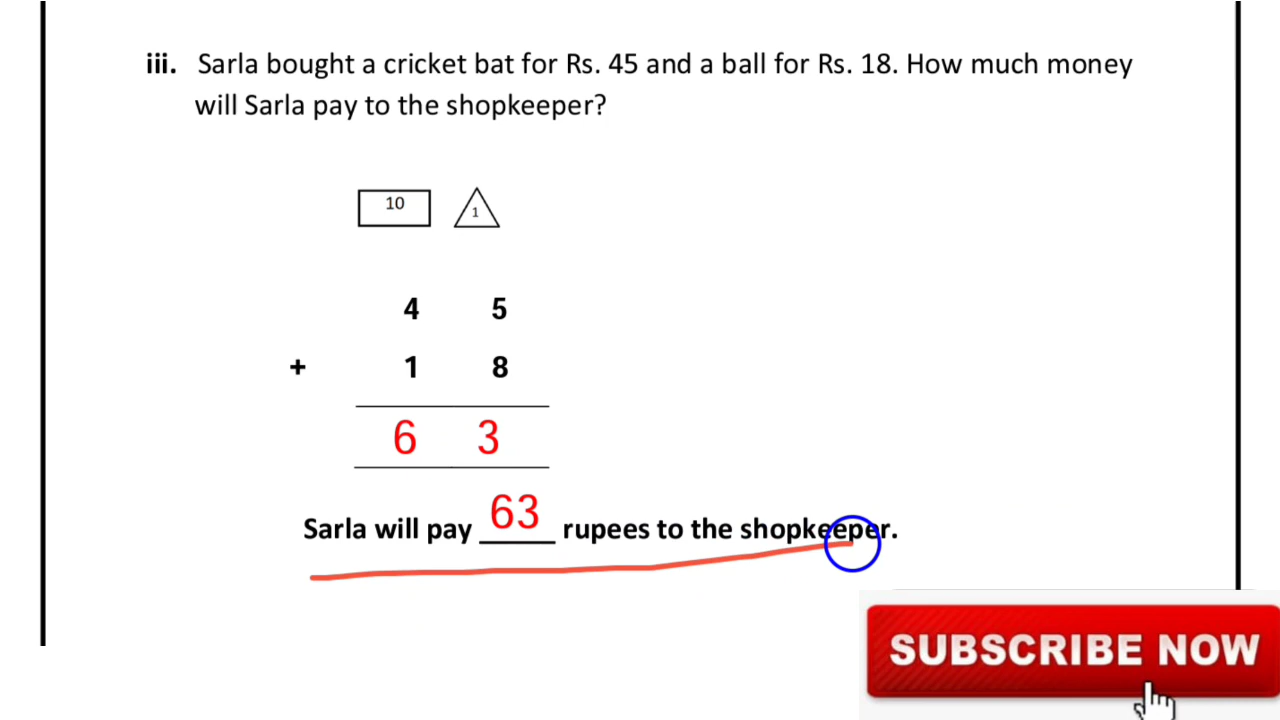 iii. Sarla bought a cricket bat for Rs. 45 and a ball for Rs. 18. How much money
will Sarla pay to the shopkeeper?
10 1
4 5
+ 1 8
6 3
Sarla will pay 63 rupees to the shopkeeper.
SUBSCRIBE NOW